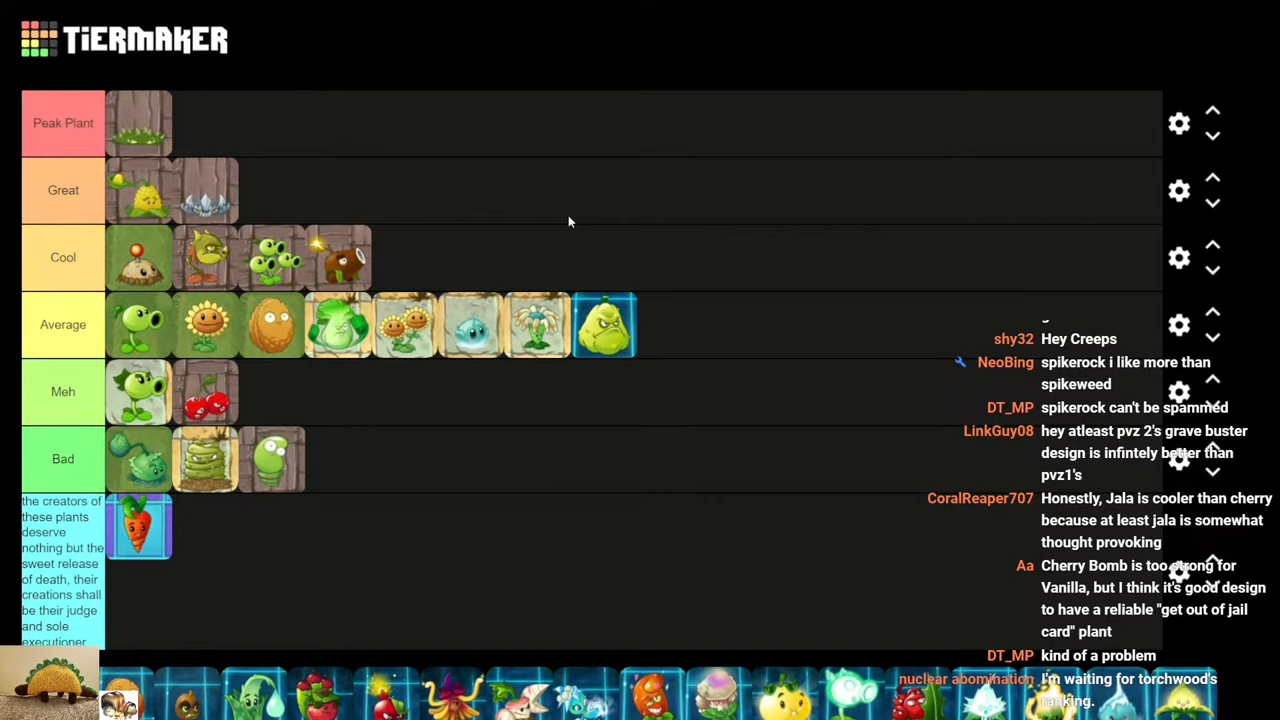 TIERMAKER
Peak Plant
Great
Cool
Average
Meh
Bad
the creators of
these plants
deserve
nothing but the
sweet release
of death, their
creations shall
be their judge
and sole
executioner
shy32 Hey Creeps
NeoBing spikerock i like more than
spikeweed
DT_MP spikerock can't be spammed
LinkGuy08 hey atleast pvz 2's grave buster
design is infintely better than
pvz1's
CoralReaper707 Honestly, Jala is cooler than cherry
because at least jala is somewhat
thought provoking
Aa Cherry Bomb is too strong for
Vanilla, but I think it's good design
to have a reliable "get out of jail
card" plant
DT_MP kind of a problem
nuclear abomination I'm waiting for torchwood's
ranking.